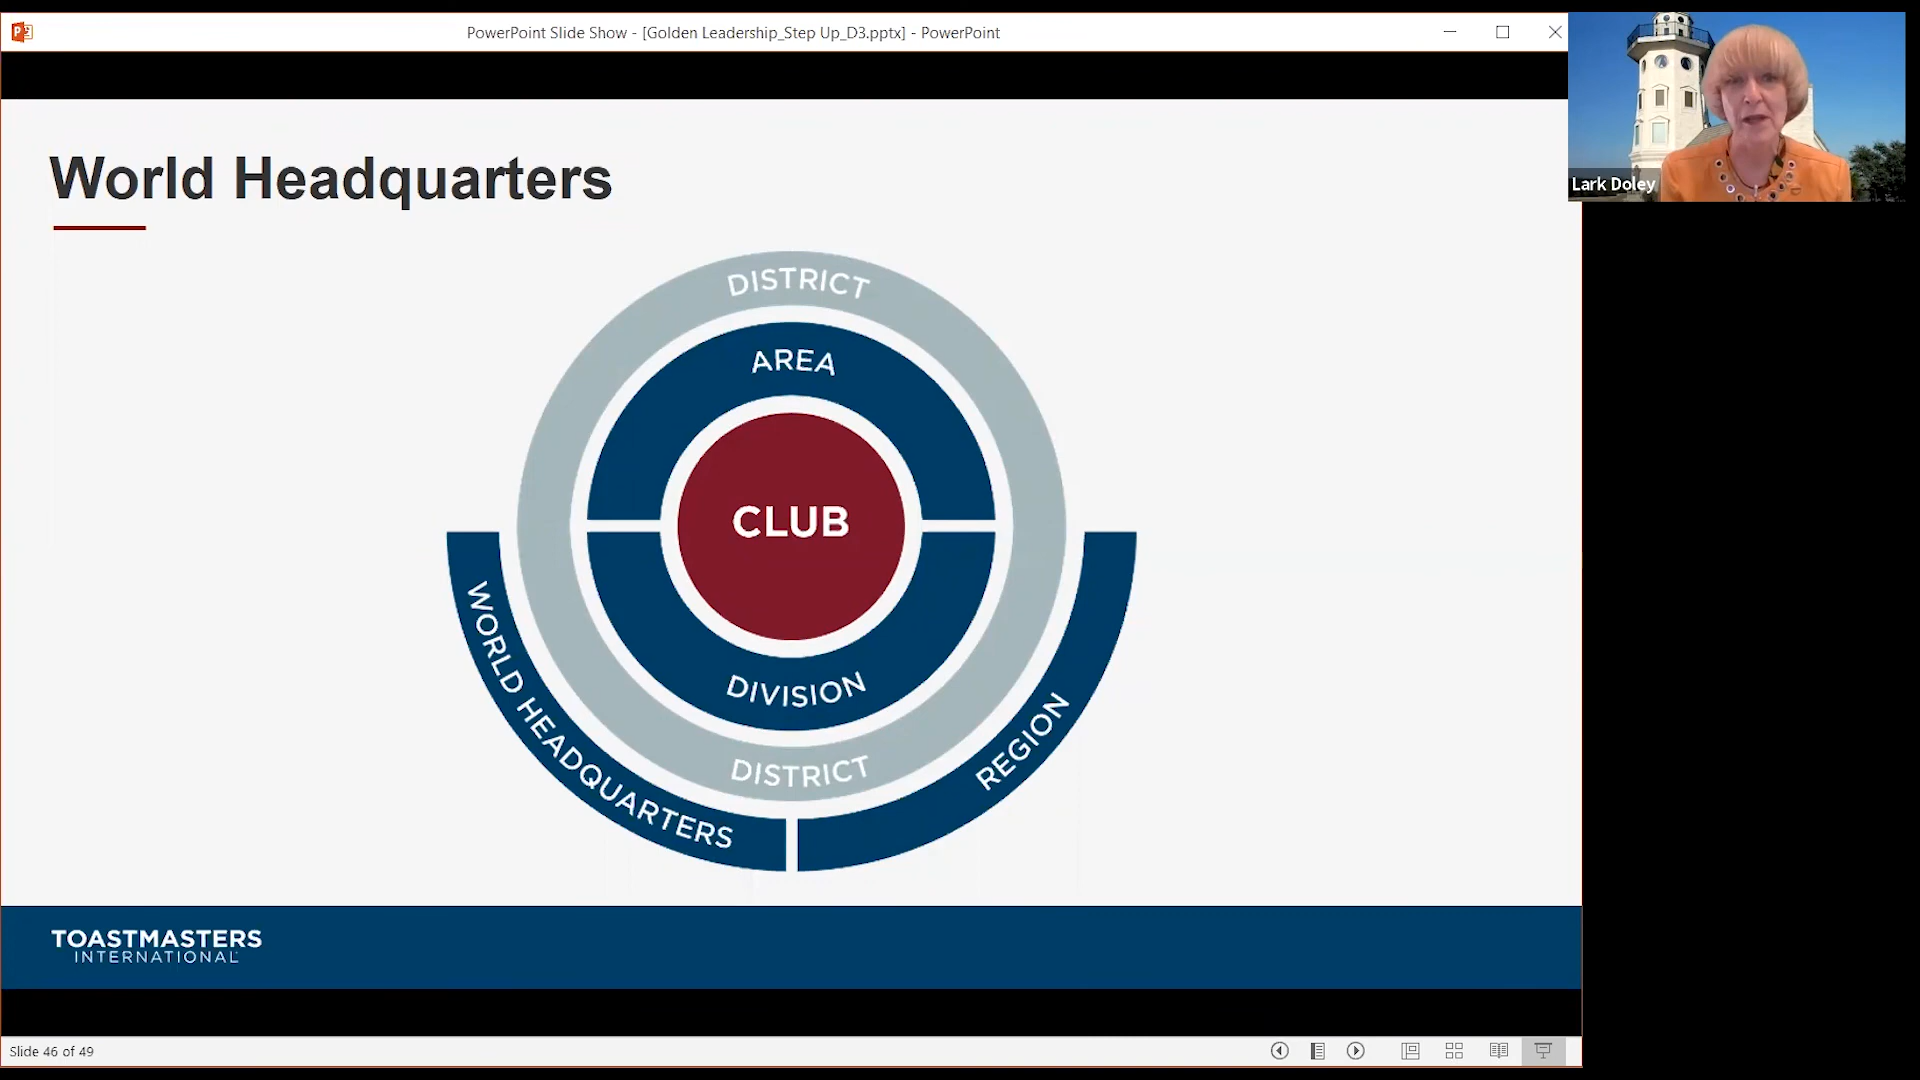 PowerPoint Slide Show - [Golden Leadership_Step Up_D3.pptx] - PowerPoint
Lark Doley
World Headquarters
DISTRICT
AREA
CLUB
DIVISION
DISTRICT
WORLD HEADQUARTERS
REGION
TOASTMASTERS
INTERNATIONAL
Slide 46 of 49